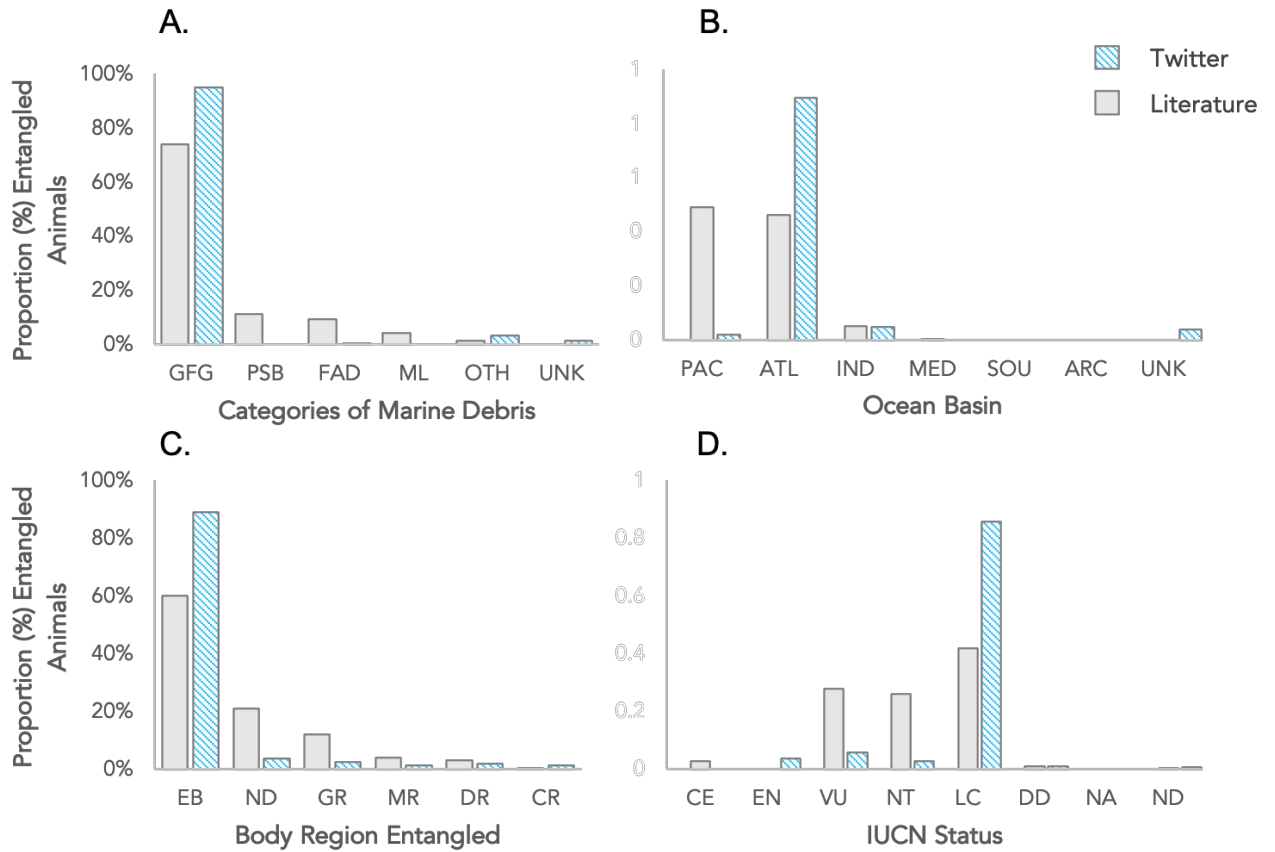 A.
B.
Twitter
Literature
Proportion (%) Entangled
Animals
100%
80%
60%
40%
20%
0%
GFG PSB FAD ML OTH UNK
Categories of Marine Debris
1
1
1
0
0
0
PAC ATL IND MED SOU ARC UNK
Ocean Basin
C.
D.
Proportion (%) Entangled
Animals
100%
80%
60%
40%
20%
0%
EB ND GR MR DR CR
Body Region Entangled
1
0.8
0.6
0.4
0.2
0
CE EN VU NT LC DD NA ND
IUCN Status